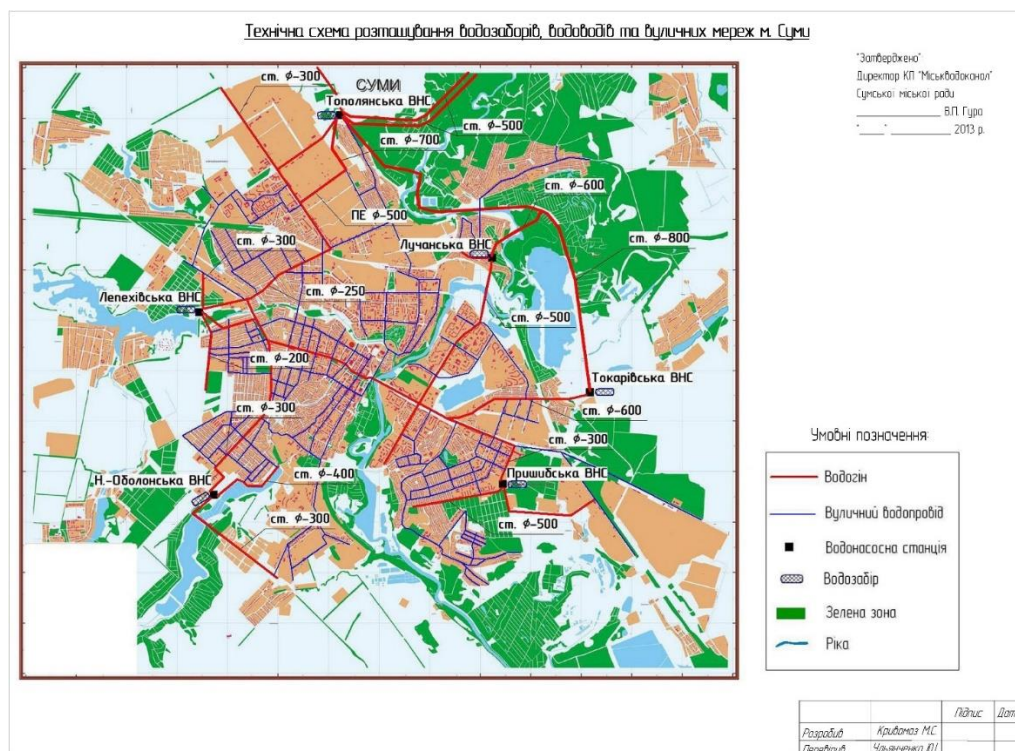 Технічна схема розташування водозаборів, водоводів та вуличних мереж м. Суми
"Затверджено"
Директор КП "Міськводоканал"
Сумської міської ради
В.П. Гура
"____" ________ 2013 р.
ст. ф-300
СУМИ
Тополянська ВНС
ст. ф-500
ст. ф-700
ст. ф-600
ПЕ ф-500
ст. ф-300
Лучанська ВНС
ст. ф-800
ст. ф-250
Лепехівська ВНС
ст. ф-500
ст. ф-200
Токарівська ВНС
ст. ф-300
ст. ф-600
ст. ф-300
ст. ф-400
Н.-Оболонська ВНС
Пришибська ВНС
ст. ф-300
ст. ф-500
Умовні позначення:
Водогін
Вуличний водопровід
Водонасосна станція
Водозабір
Зелена зона
Ріка
Підпис
Розробив
Кривомаз М.С.